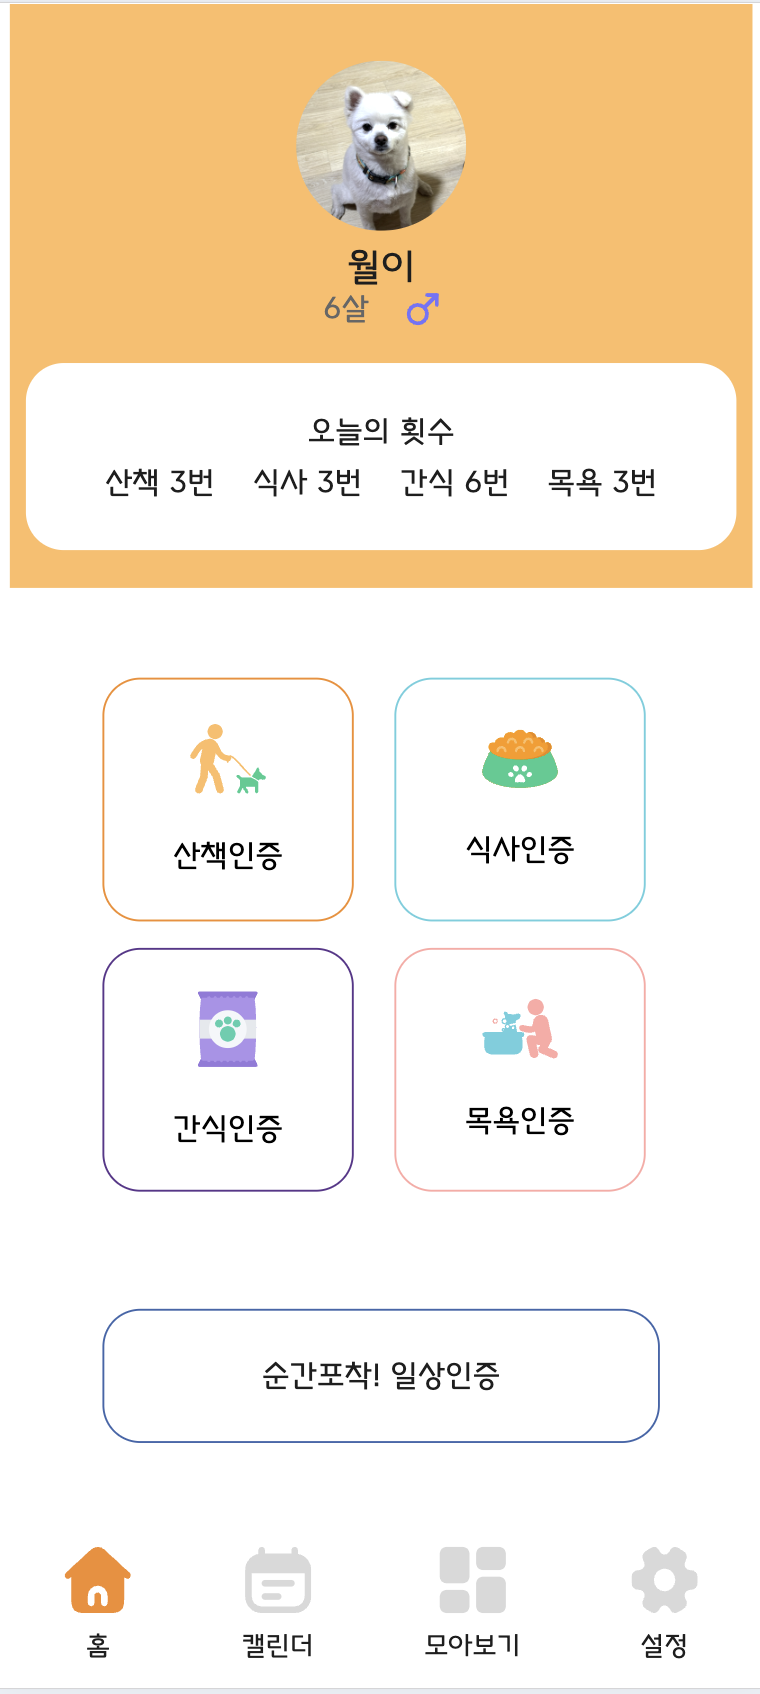 월이
6살
오늘의 횟수
산책 3번 식사 3번 간식 6번 목욕 3번
산책인증
식사인증
간식인증
목욕인증
순간포착! 일상인증
홈 캘린더 모아보기 설정